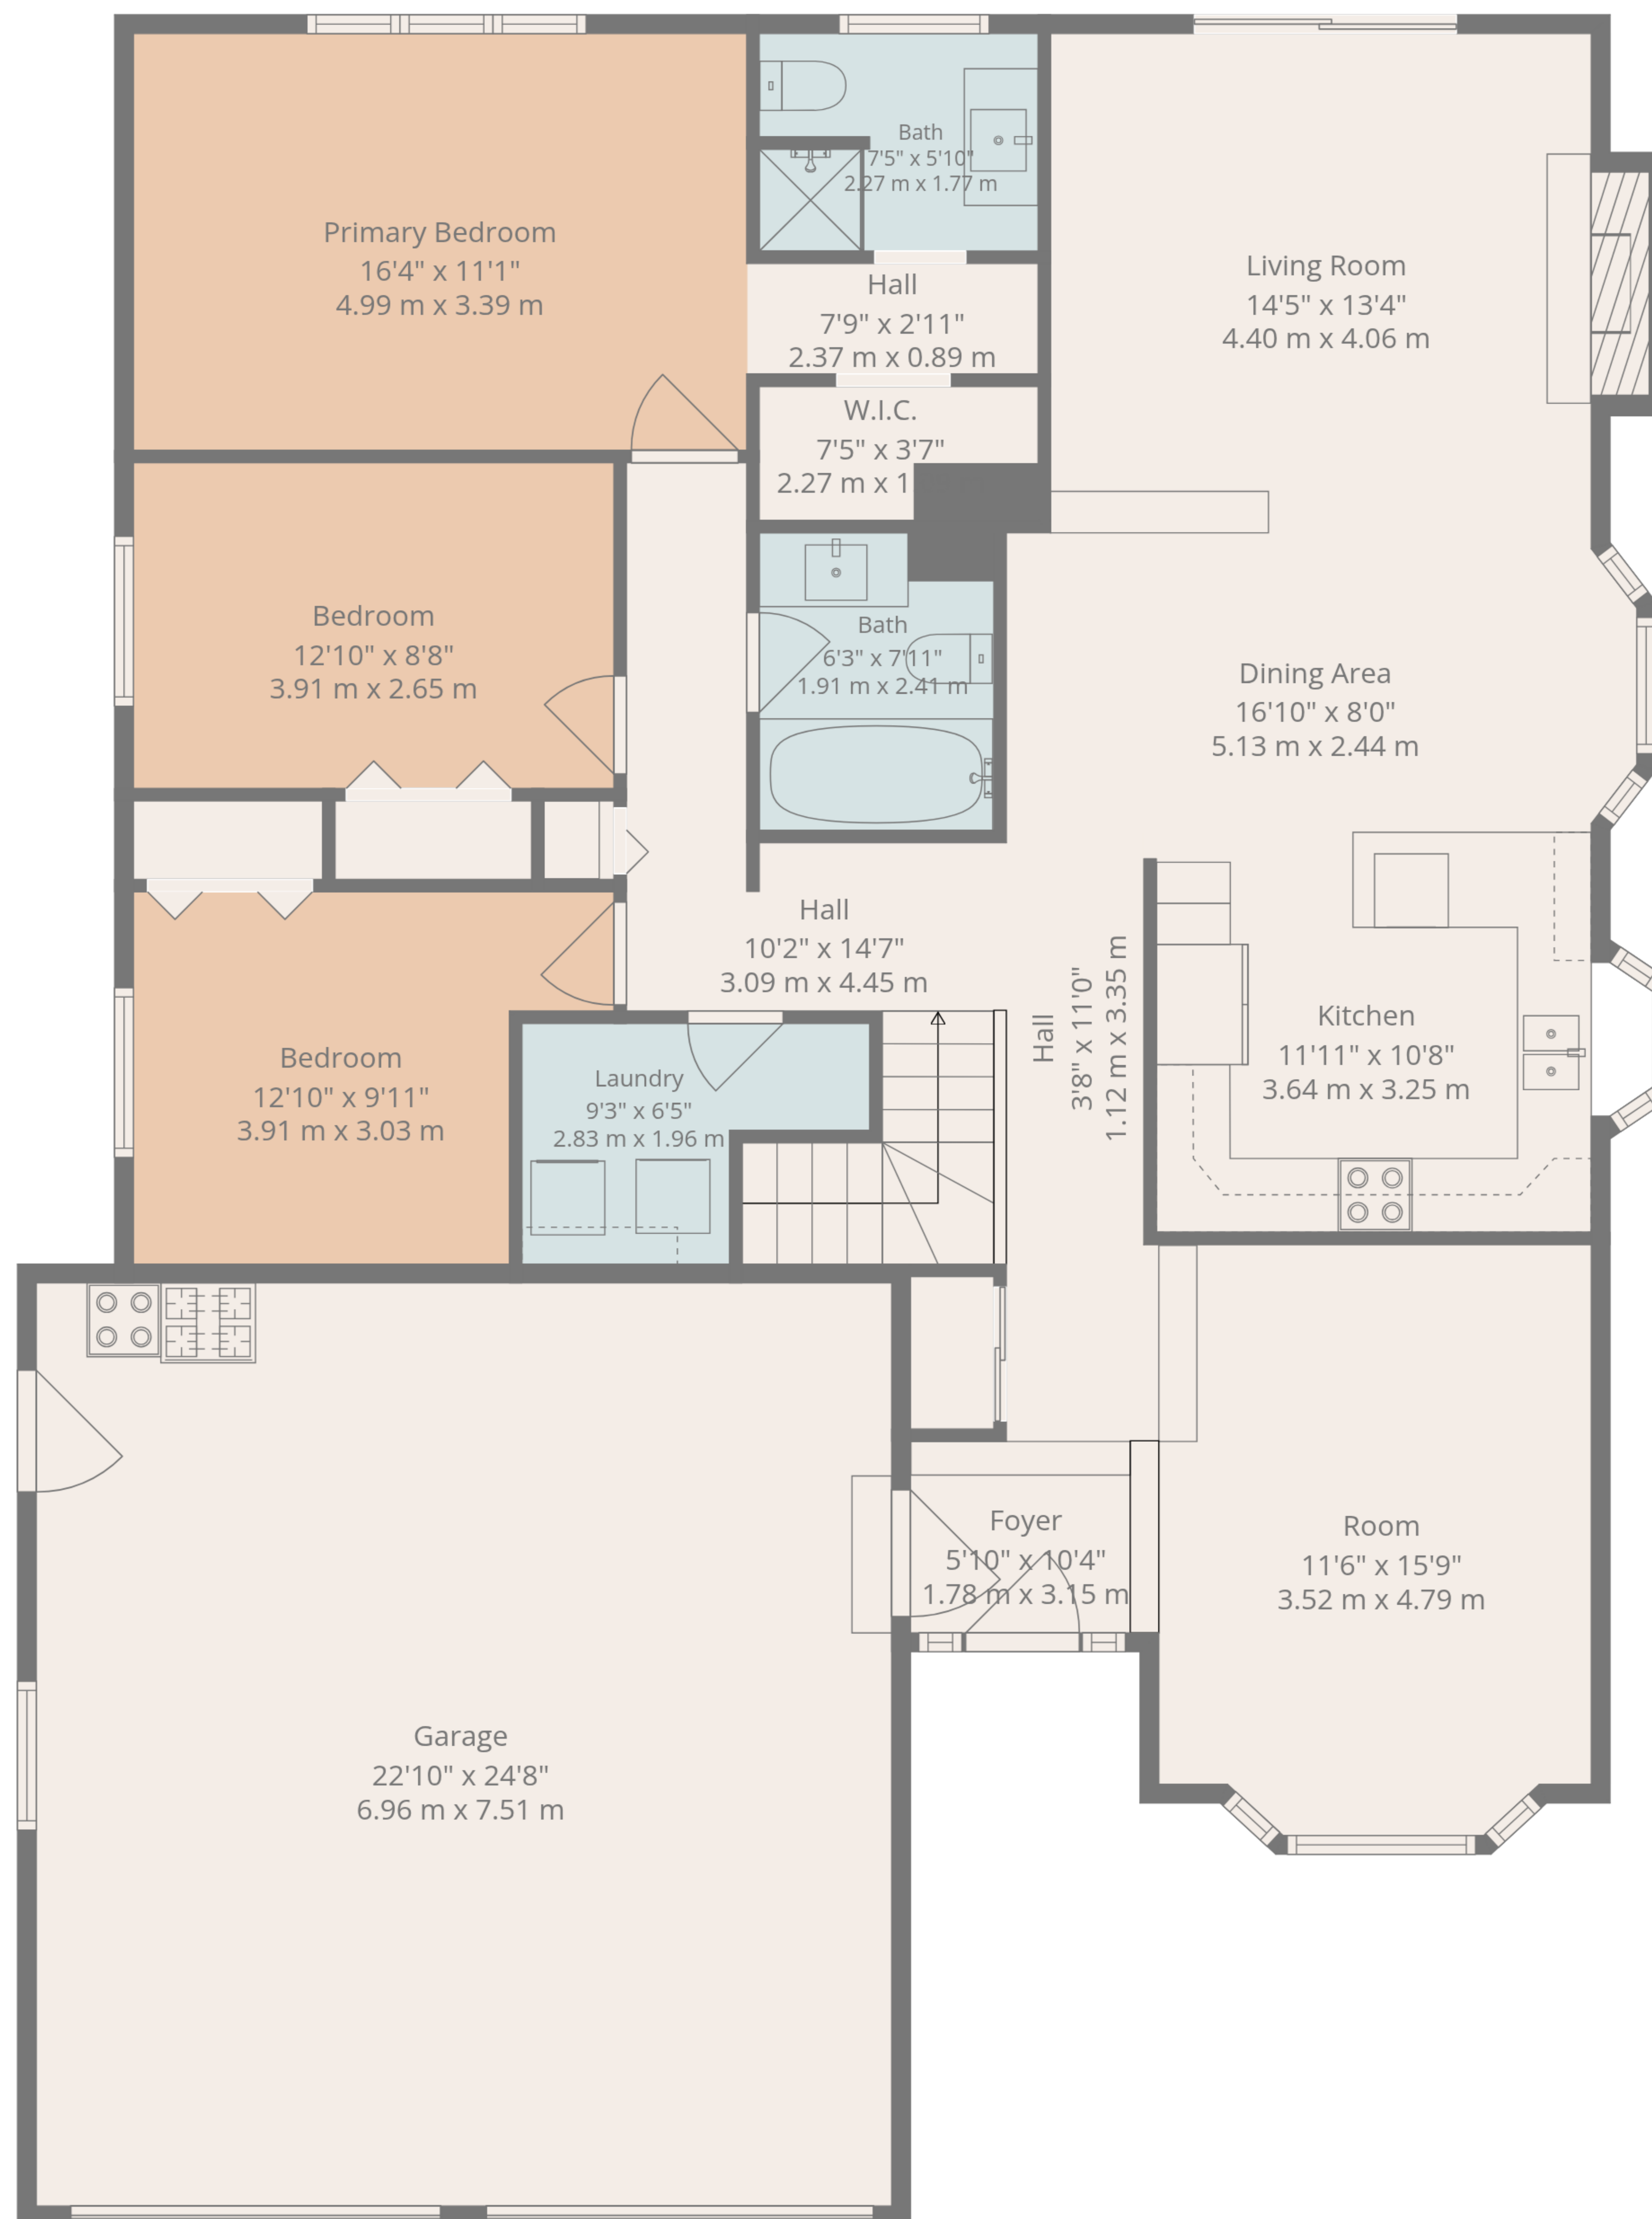 Bath
7'5" x 5'10"
2.27 m x 1.77 m
Primary Bedroom
16'4" x 11'1"
4.99 m x 3.39 m
Hall
7'9" x 2'11"
2.37 m x 0.89 m
Living Room
14'5" x 13'4"
4.40 m x 4.06 m
W.I.C.
7'5" x 3'7"
2.27 m x 1
Bedroom
12'10" x 8'8"
3.91 m x 2.65 m
Bath
6'3" x 7'11"
1.91 m x 2.41 m
Dining Area
16'10" x 8'0"
5.13 m x 2.44 m
Hall
10'2" x 14'7"
3.09 m x 4.45 m
Hall
3'8" x 11'0"
1.12 m x 3.35 m
Kitchen
11'11" x 10'8"
3.64 m x 3.25 m
Bedroom
12'10" x 9'11"
3.91 m x 3.03 m
Laundry
9'3" x 6'5"
2.83 m x 1.96 m
Foyer
5'10" x 10'4"
1.78 m x 3.15 m
Room
11'6" x 15'9"
3.52 m x 4.79 m
Garage
22'10" x 24'8"
6.96 m x 7.51 m